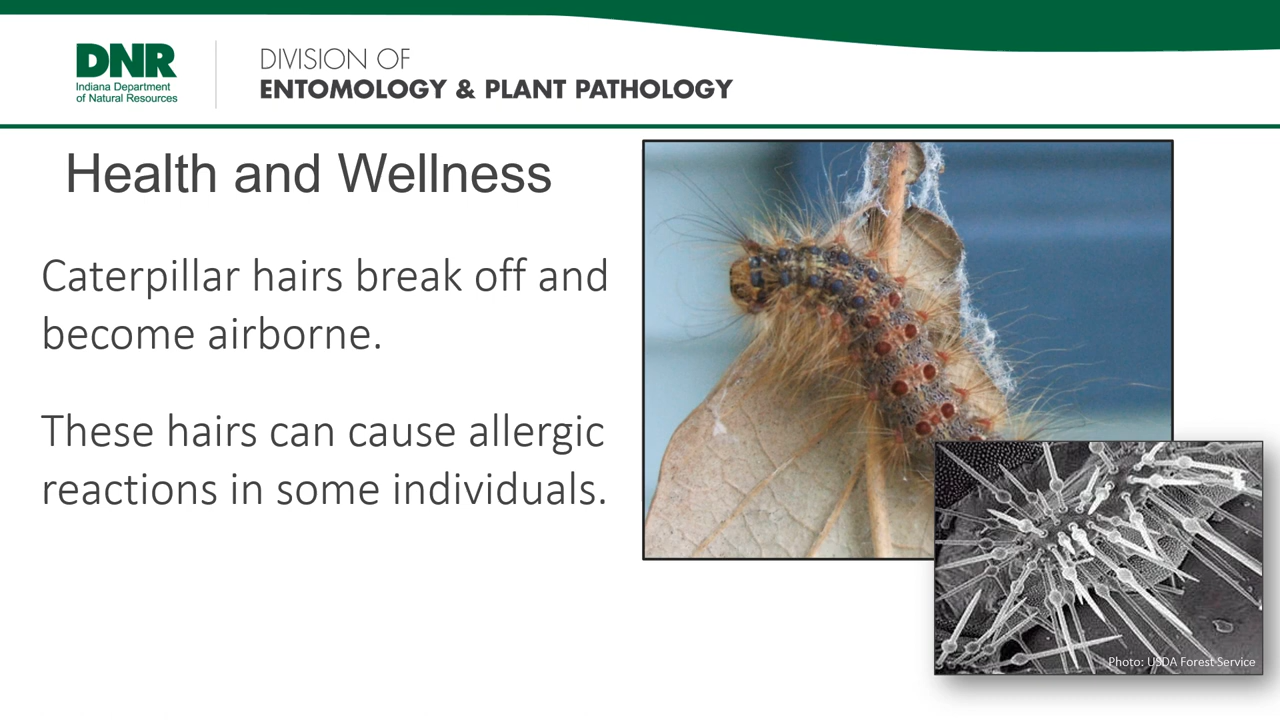 DNR
Indiana Department
of Natural Resources
DIVISION OF
ENTOMOLOGY & PLANT PATHOLOGY
Health and Wellness
Caterpillar hairs break off and
become airborne.
These hairs can cause allergic
reactions in some individuals.
Photo: USDA Forest Service